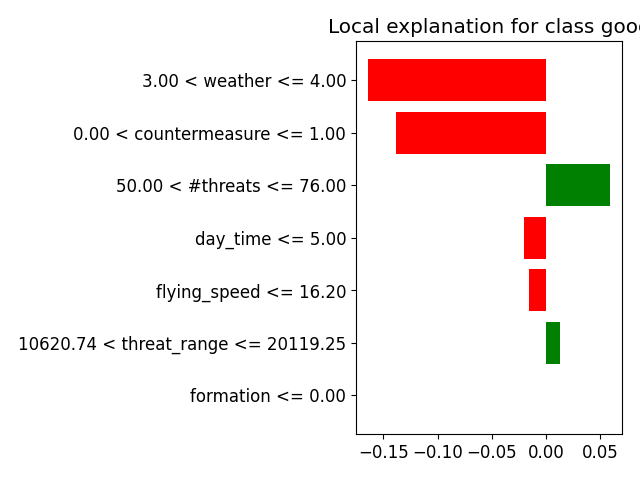 Local explanation for class good
3.00 < weather <= 4.00
0.00 < countermeasure <= 1.00
50.00 < #threats <= 76.00
day_time <= 5.00
flying_speed <= 16.20
10620.74 < threat_range <= 20119.25
formation <= 0.00
−0.15 −0.10 −0.05 0.00 0.05